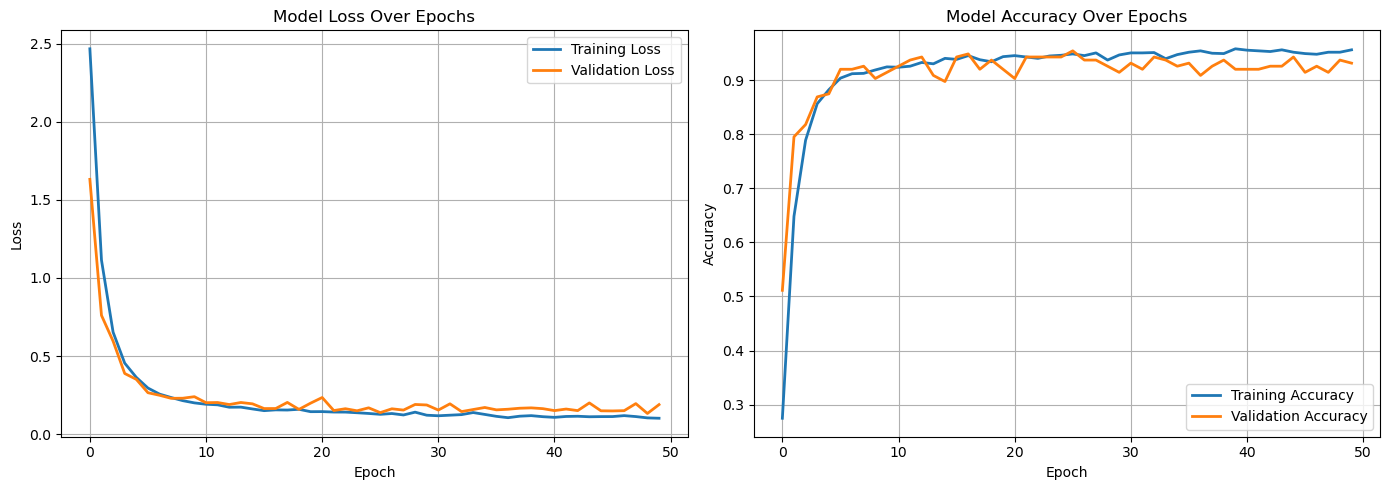 Model Loss Over Epochs
Training Loss
Validation Loss
2.5
2.0
1.5
1.0
0.5
0.0
Loss
0 10 20 30 40 50
Epoch
Model Accuracy Over Epochs
0.9
0.8
0.7
0.6
0.5
0.4
0.3
Accuracy
Training Accuracy
Validation Accuracy
0 10 20 30 40 50
Epoch